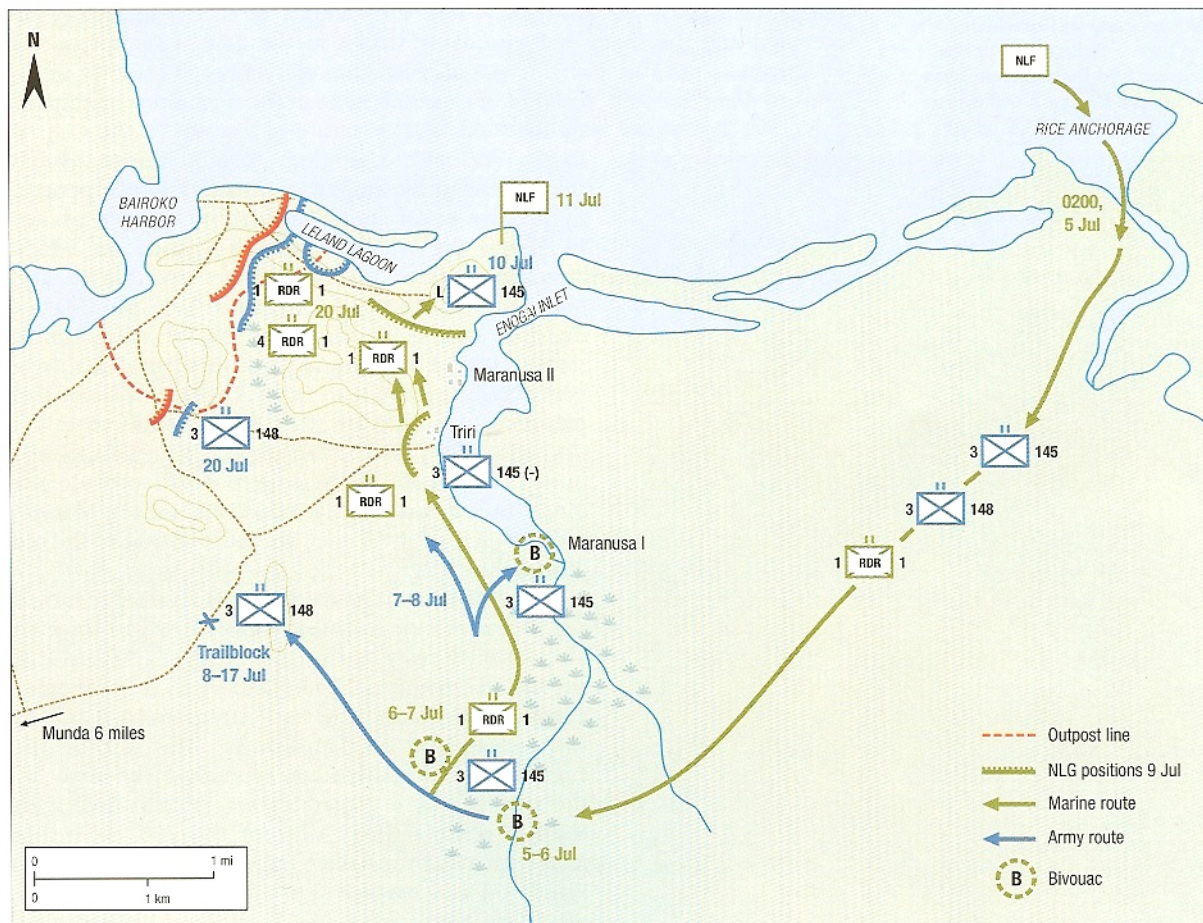 N
NLF
RICE ANCHORAGE
0200,
5 Jul
BAIROKO
HARBOR
NLF
11 Jul
LELAND LAGOON
10 Jul
L 145
1 RDR 1
20 Jul
ENOGAI INLET
4 RDR 1
1 RDR 1
Maranusa II
3 148
20 Jul
Triri
3 145 (-)
3 145
3 148
1 RDR 1
1 RDR 1
B
Maranusa I
7–8 Jul
3 145
3 148
Trailblock
8–17 Jul
6–7 Jul
1 RDR 1
Munda 6 miles
B
3 145
B
5–6 Jul
Outpost line
NLG positions 9 Jul
Marine route
Army route
B Bivouac
0 1 mi
0 1 km